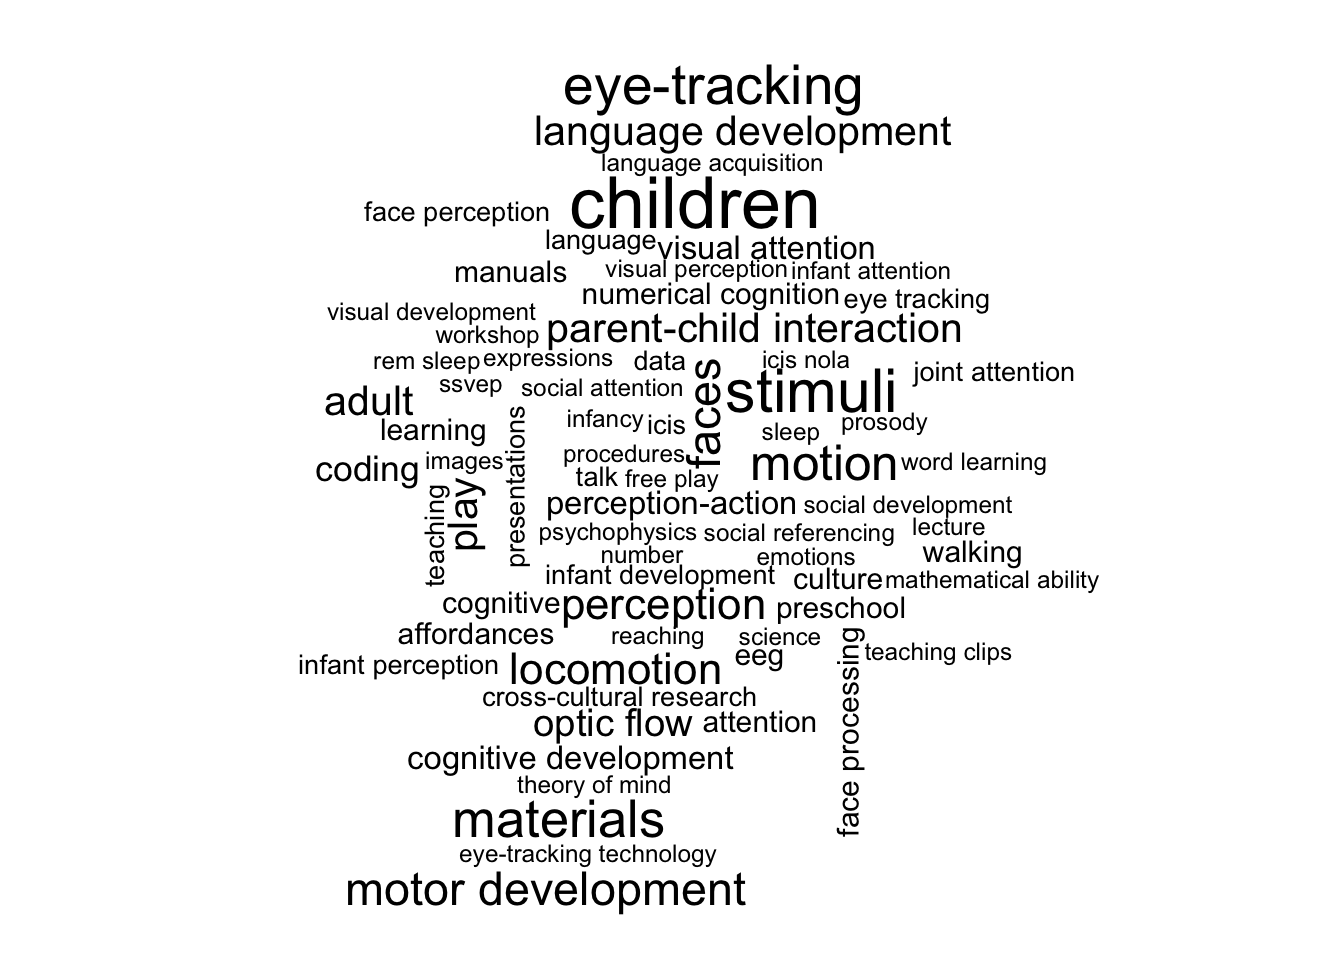 eye-tracking
language development
language acquisition
children
face perception
language
visual attention
manuals
visual perception
infant attention
numerical cognition
eye tracking
visual development
workshop
parent-child interaction
rem sleep
expressions
data
icis nola
joint attention
ssvep
social attention
faces
stimuli
adult
learning
presentations
infancy
icis
sleep
prosody
coding
images
procedures
motion
word learning
talk
free play
teaching
play
perception-action
social development
psychophysics
social referencing
lecture
number
emotions
walking
infant development
culture
mathematical ability
cognitive
perception
preschool
affordances
reaching
science
face processing
infant perception
locomotion
eeg
teaching clips
cross-cultural research
optic flow
attention
cognitive development
theory of mind
materials
eye-tracking technology
motor development